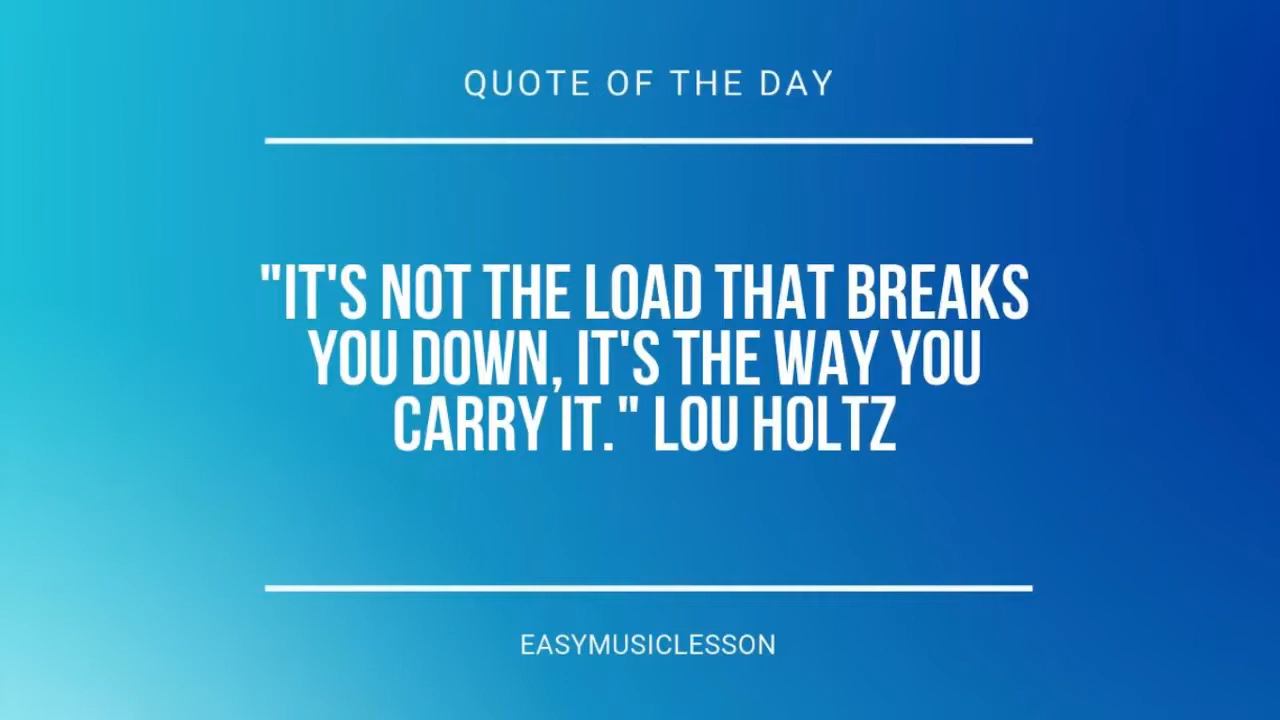 QUOTE OF THE DAY
"IT'S NOT THE LOAD THAT BREAKS
YOU DOWN, IT'S THE WAY YOU
CARRY IT." LOU HOLTZ
EASYMUSICLESSON